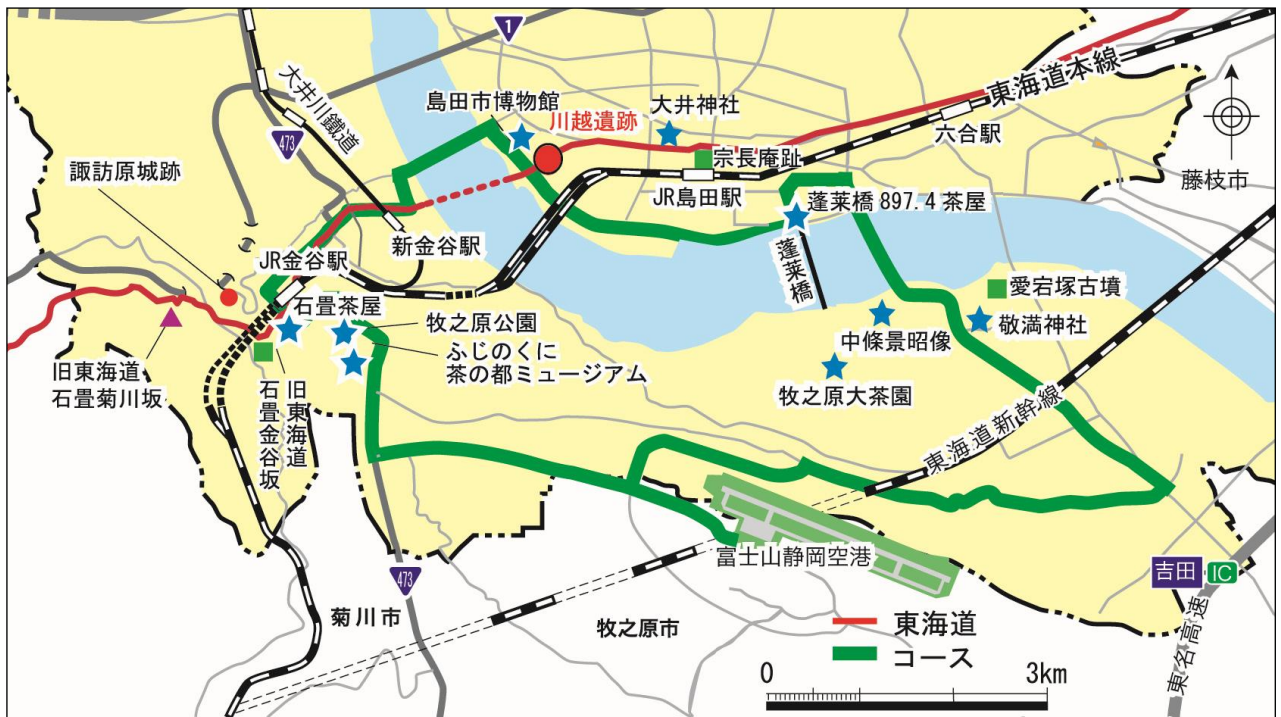 1
大井川鐵道
473
島田市博物館
川越遺跡
大井神社
宗長庵趾
JR島田駅
東海道本線
六合駅
藤枝市
諏訪原城跡
JR金谷駅
新金谷駅
蓬莱橋 897.4 茶屋
蓬莱橋
石畳茶屋
牧之原公園
ふじのくに
茶の都ミュージアム
愛宕塚古墳
敬満神社
中條景昭像
牧之原大茶園
旧東海道
石畳菊川坂
旧東海道
石畳金谷坂
東海道新幹線
富士山静岡空港
吉田 IC
東名高速
473
菊川市
牧之原市
東海道
コース
0 3km